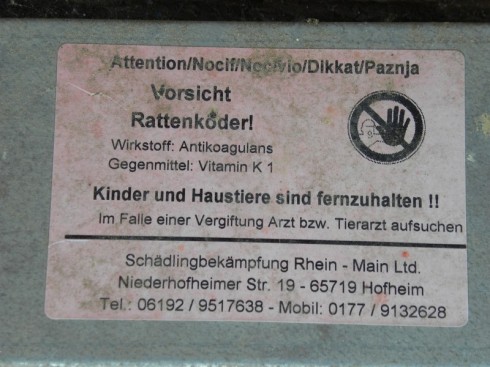 Attention/Nocif/Nocivio/Dikkat/Paznja
Vorsicht
Rattenköder!
Wirkstoff: Antikoagulans
Gegenmittel: Vitamin K 1
Kinder und Haustiere sind fernzuhalten !!
Im Falle einer Vergiftung Arzt bzw. Tierarzt aufsuchen
Schädlingbekämpfung Rhein - Main Ltd.
Niederhofheimer Str. 19 - 65719 Hofheim
Tel.: 06192 / 9517638 - Mobil: 0177 / 9132628